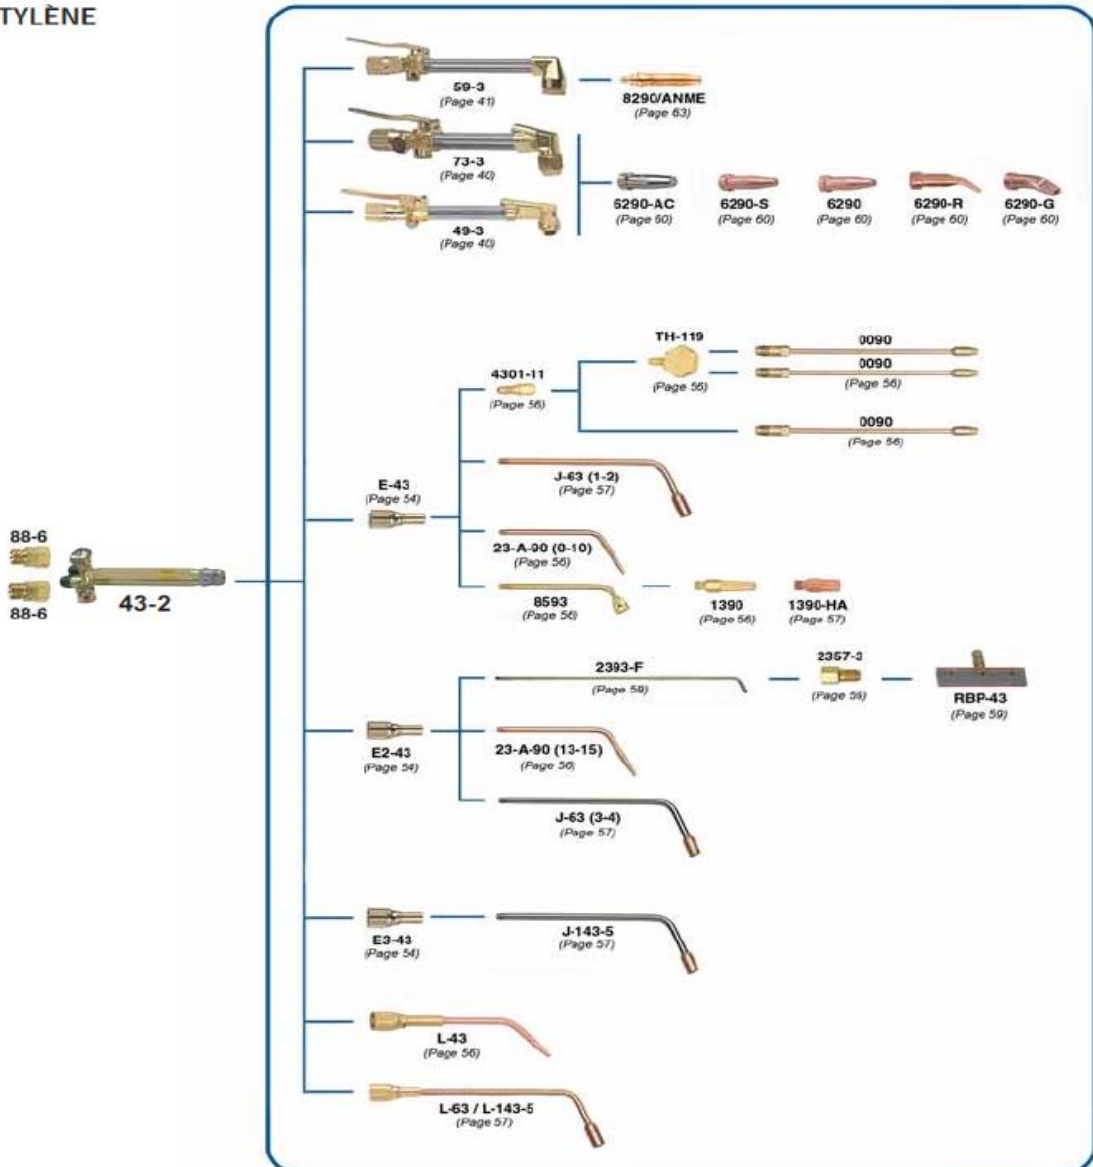 TYLÈNE
59-3
(Page 41)
8290/ANME
(Page 63)
73-3
(Page 40)
49-3
(Page 40)
6290-AC
(Page 60)
6290-S
(Page 60)
6290
(Page 60)
6290-R
(Page 60)
6290-G
(Page 60)
4301-11
(Page 56)
TH-119
(Page 56)
0090
0090
(Page 56)
0090
(Page 56)
E-43
(Page 54)
J-63 (1-2)
(Page 57)
23-A-90 (0-10)
(Page 56)
8593
(Page 56)
1390
(Page 56)
1390-HA
(Page 57)
88-6
88-6
43-2
2393-F
(Page 59)
2357-3
(Page 59)
RBP-43
(Page 59)
E2-43
(Page 54)
23-A-90 (13-15)
(Page 56)
J-63 (3-4)
(Page 57)
E3-43
(Page 54)
J-143-5
(Page 57)
L-43
(Page 56)
L-63 / L-143-5
(Page 57)